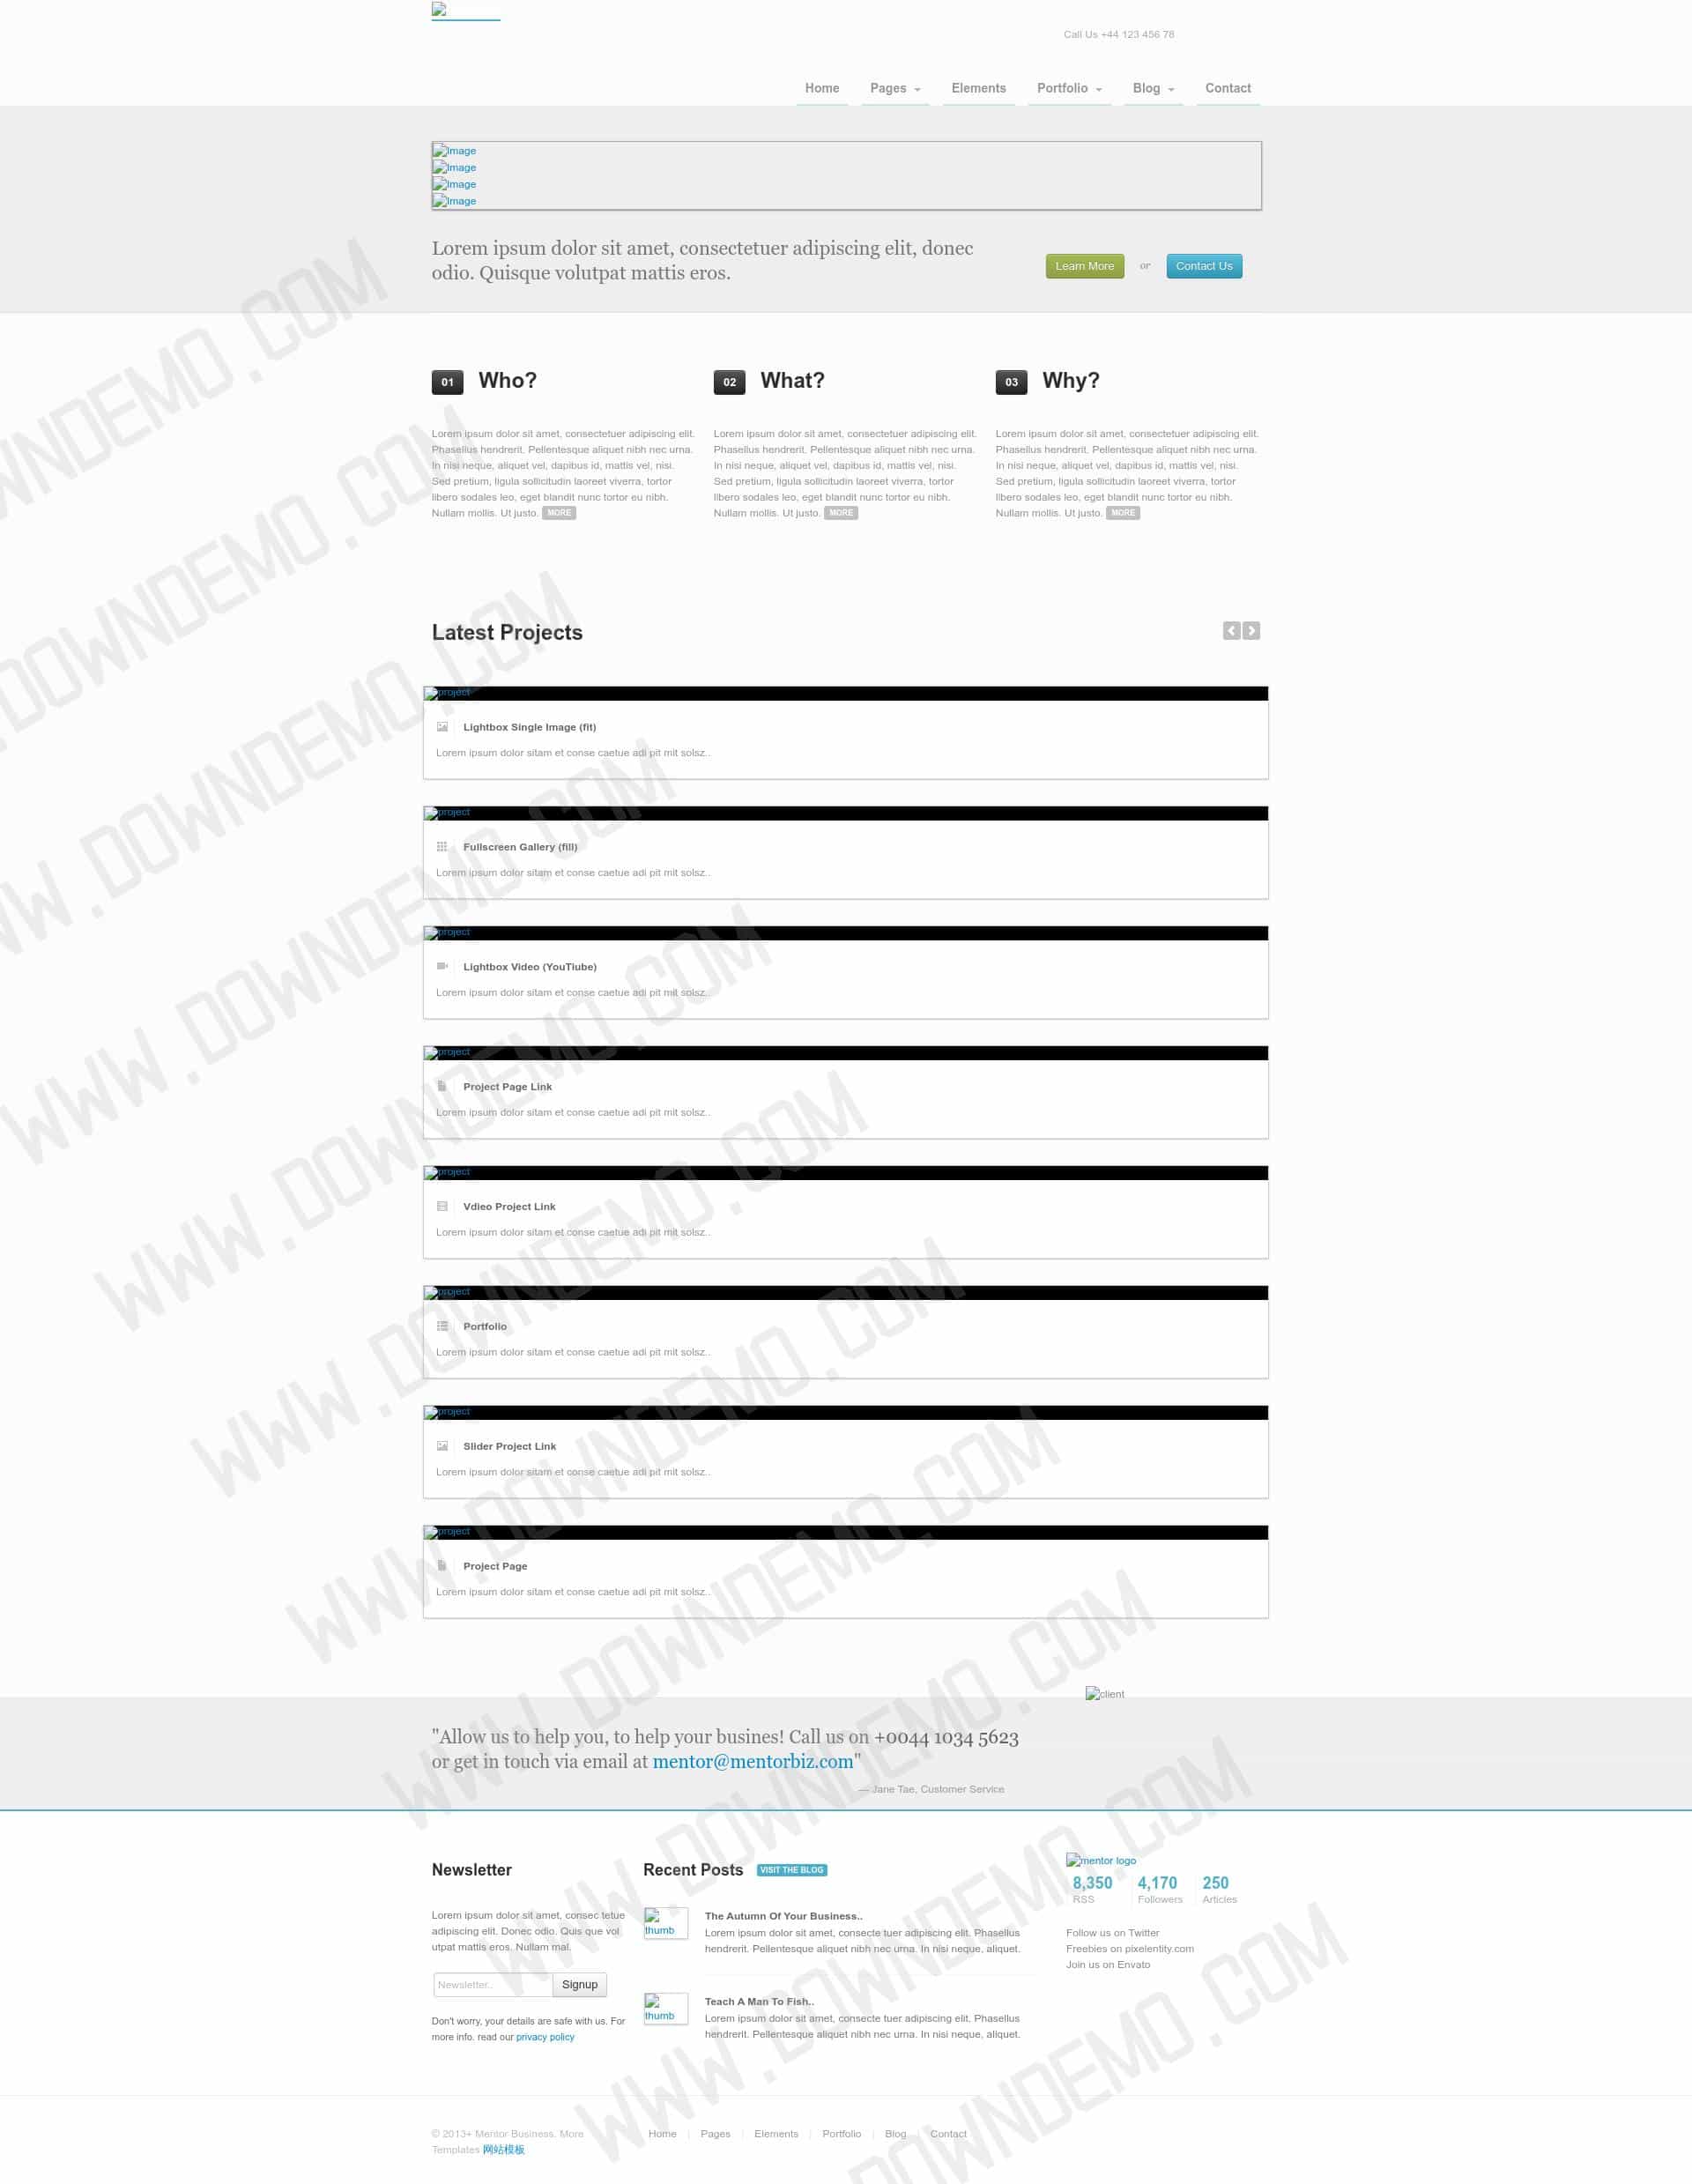 Call Us +44 123 456 78
Home Pages Elements Portfolio Blog Contact
Image
Image
Image
Image
Lorem ipsum dolor sit amet, consectetuer adipiscing elit, donec
odio. Quisque volutpat mattis eros.
Learn More or Contact Us
01 Who?
Lorem ipsum dolor sit amet, consectetuer adipiscing elit.
Phasellus hendrerit. Pellentesque aliquet nibh nec urna.
In nisi neque, aliquet vel, dapibus id, mattis vel, nisi.
Sed pretium, ligula sollicitudin laoreet viverra, tortor
libero sodales leo, eget blandit nunc tortor eu nibh.
Nullam mollis. Ut justo. MORE
02 What?
Lorem ipsum dolor sit amet, consectetuer adipiscing elit.
Phasellus hendrerit. Pellentesque aliquet nibh nec urna.
In nisi neque, aliquet vel, dapibus id, mattis vel, nisi.
Sed pretium, ligula sollicitudin laoreet viverra, tortor
libero sodales leo, eget blandit nunc tortor eu nibh.
Nullam mollis. Ut justo. MORE
03 Why?
Lorem ipsum dolor sit amet, consectetuer adipiscing elit.
Phasellus hendrerit. Pellentesque aliquet nibh nec urna.
In nisi neque, aliquet vel, dapibus id, mattis vel, nisi.
Sed pretium, ligula sollicitudin laoreet viverra, tortor
libero sodales leo, eget blandit nunc tortor eu nibh.
Nullam mollis. Ut justo. MORE
Latest Projects
project
Lightbox Single Image (fit)
Lorem ipsum dolor sitam et conse caetue adi pit mit solsz..
project
Fullscreen Gallery (fill)
Lorem ipsum dolor sitam et conse caetue adi pit mit solsz..
project
Lightbox Video (YouTiube)
Lorem ipsum dolor sitam et conse caetue adi pit mit solsz..
project
Project Page Link
Lorem ipsum dolor sitam et conse caetue adi pit mit solsz..
project
Vdieo Project Link
Lorem ipsum dolor sitam et conse caetue adi pit mit solsz..
project
Portfolio
Lorem ipsum dolor sitam et conse caetue adi pit mit solsz..
project
Slider Project Link
Lorem ipsum dolor sitam et conse caetue adi pit mit solsz..
project
Project Page
Lorem ipsum dolor sitam et conse caetue adi pit mit solsz..
client
"Allow us to help you, to help your busines! Call us on +0044 1034 5623
or get in touch via email at mentor@mentorbiz.com"
— Jane Tae, Customer Service
Newsletter
Lorem ipsum dolor sit amet, consec tetue
adipiscing elit. Donec odio. Quis que vol
utpat mattis eros. Nullam mal.
Newsletter.. Signup
Don't worry, your details are safe with us. For
more info. read our privacy policy
Recent Posts VISIT THE BLOG
thumb
The Autumn Of Your Business..
Lorem ipsum dolor sit amet, consecte tuer adipiscing elit. Phasellus
hendrerit. Pellentesque aliquet nibh nec urna. In nisi neque, aliquet.
thumb
Teach A Man To Fish..
Lorem ipsum dolor sit amet, consecte tuer adipiscing elit. Phasellus
hendrerit. Pellentesque aliquet nibh nec urna. In nisi neque, aliquet.
mentor logo
8,350 4,170 250
RSS Followers Articles
Follow us on Twitter
Freebies on pixelentity.com
Join us on Envato
© 2013+ Mentor Business. More
Templates 网站模板
Home Pages Elements Portfolio Blog Contact
WWW.DOWNDEMO.COM